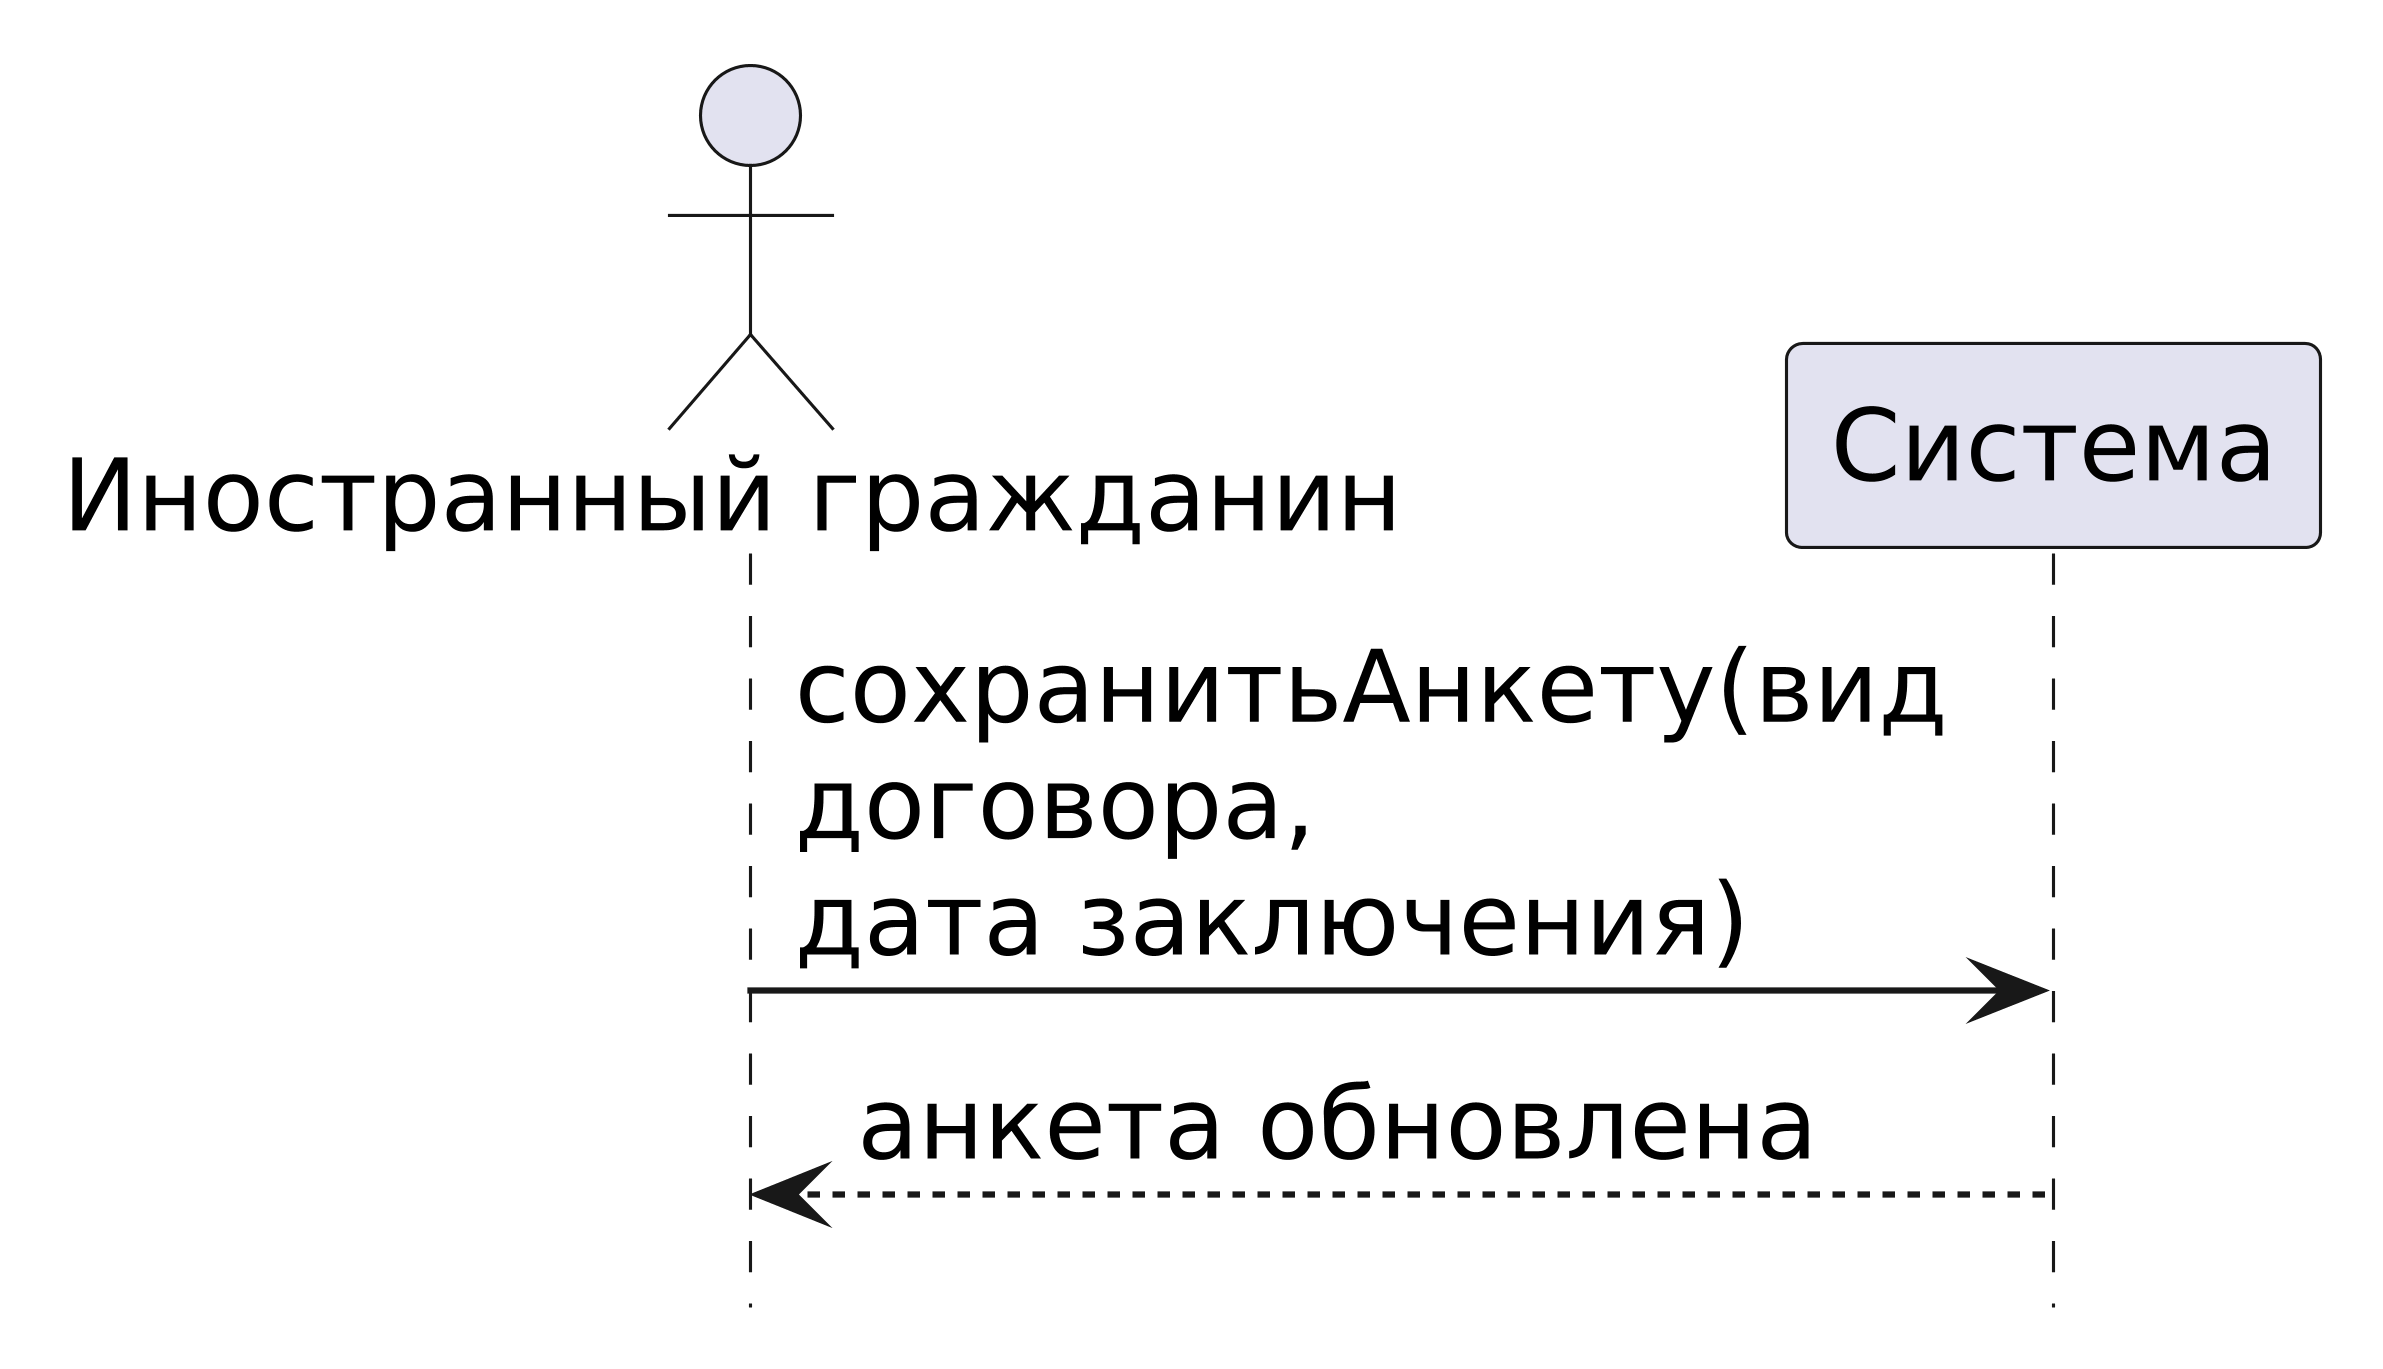 Иностранный гражданин
Система
сохранитьАнкету(вид
договора,
дата заключения)
анкета обновлена